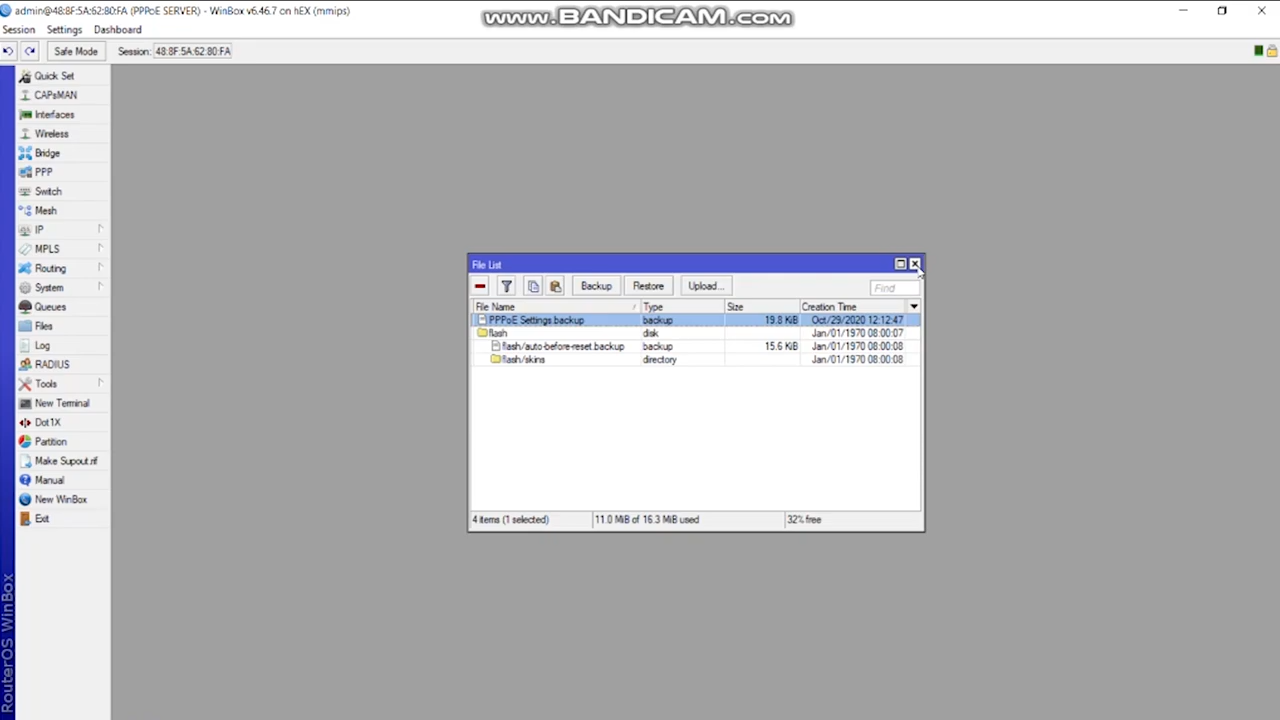 admin@48:8F:5A:62:80:FA (PPPoE SERVER) - WinBox v6.46.7 on hEX (mmips)
www.BANDICAM.com
Session Settings Dashboard
Safe Mode Session: 48:8F:5A:62:80:FA
Quick Set
CAPsMAN
Interfaces
Wireless
Bridge
PPP
Switch
Mesh
IP
MPLS
Routing
System
Queues
Files
Log
RADIUS
Tools
New Terminal
Dot1X
Partition
Make Supout.rif
Manual
New WinBox
Exit
RouterOS WinBox
File List
Backup Restore Upload... Find
File Name Type Size Creation Time
PPPoE Settings.backup backup 19.8 KiB Oct/29/2020 12:12:47
flash disk Jan/01/1970 08:00:07
flash/auto-before-reset.backup backup 15.6 KiB Jan/01/1970 08:00:08
flash/skins directory Jan/01/1970 08:00:08
4 items (1 selected) 11.0 MiB of 16.3 MiB used 32% free